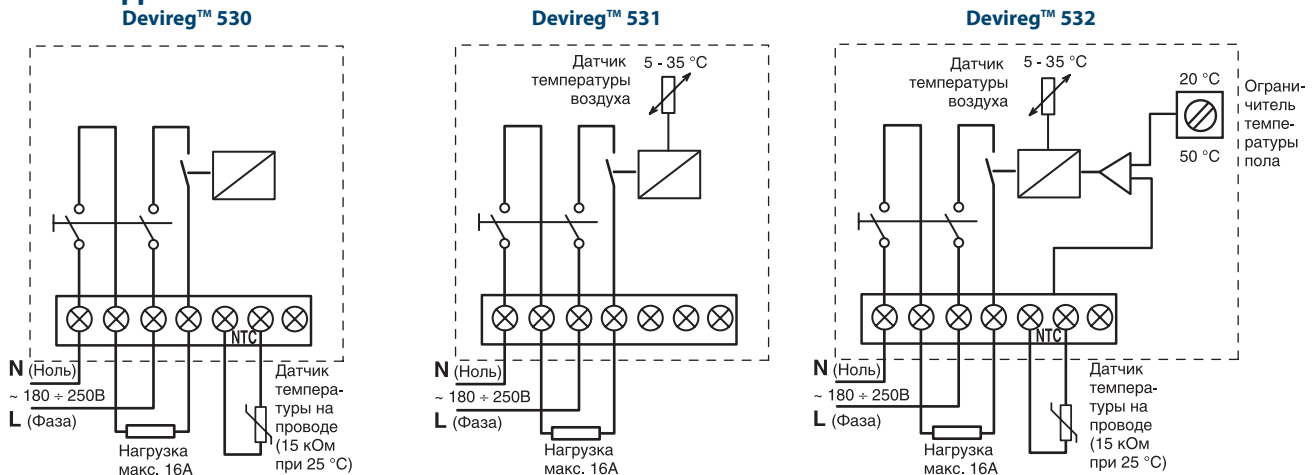 Devireg™ 530
NTC
N (Ноль)
~ 180 ÷ 250В
L (Фаза)
Нагрузка
макс. 16А
Датчик
темпера-
туры на
проводе
(15 кОм
при 25 °C)
Devireg™ 531
Датчик
температуры
воздуха
5 - 35 °C
N (Ноль)
~ 180 ÷ 250В
L (Фаза)
Нагрузка
макс. 16А
Devireg™ 532
Датчик
температуры
воздуха
5 - 35 °C
20 °C
50 °C
Ограни-
читель
темпе-
ратуры
пола
NTC
N (Ноль)
~ 180 ÷ 250В
L (Фаза)
Нагрузка
макс. 16А
Датчик
темпера-
туры на
проводе
(15 кОм
при 25 °C)